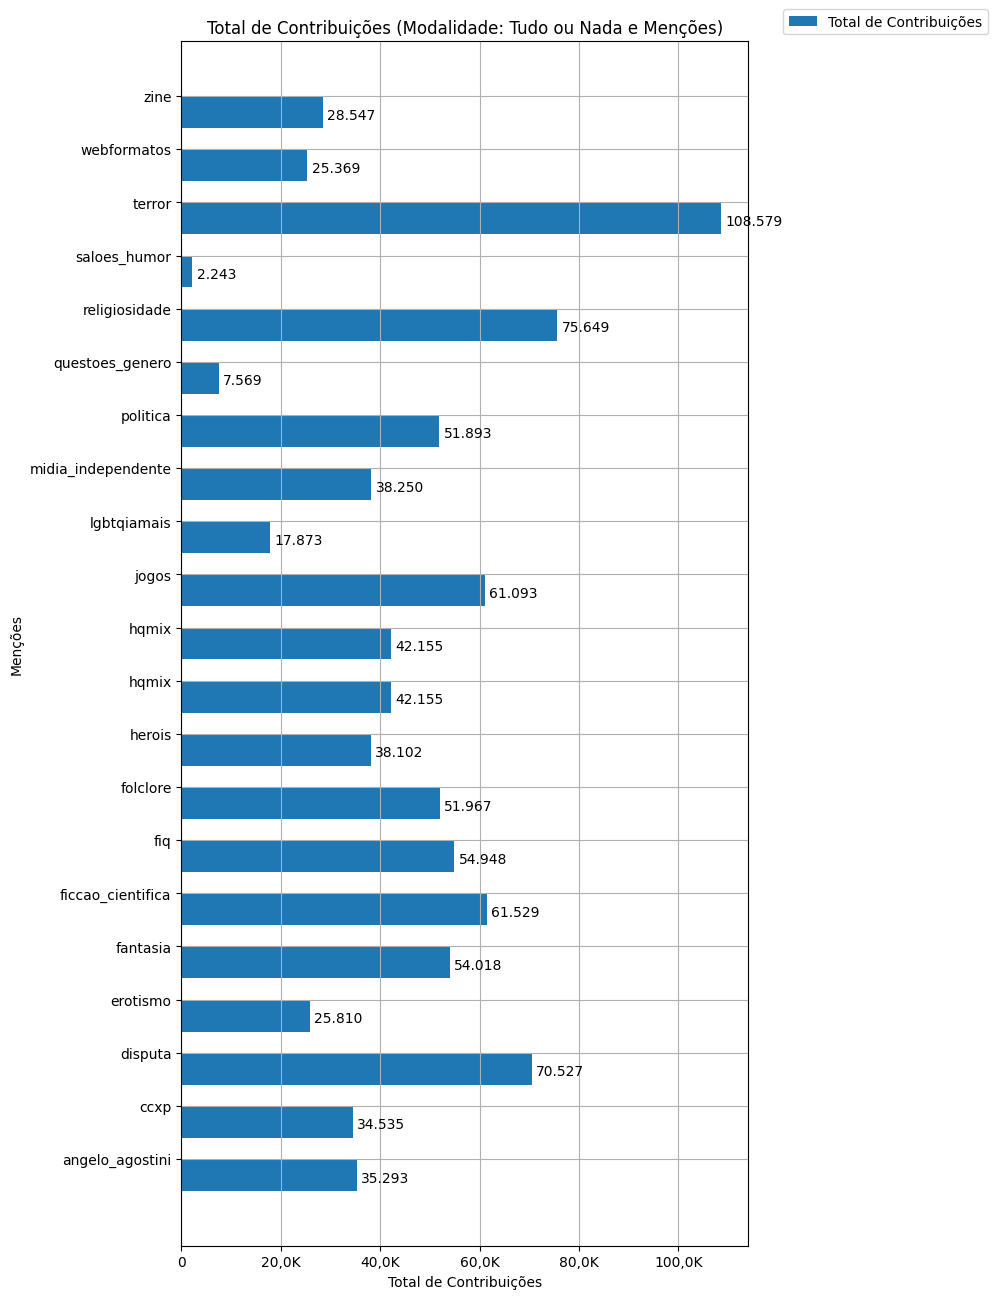 Total de Contribuições (Modalidade: Tudo ou Nada e Menções)
Total de Contribuições
zine 28.547
webformatos 25.369
terror 108.579
saloes_humor 2.243
religiosidade 75.649
questoes_genero 7.569
politica 51.893
midia_independente 38.250
lgbtqiamais 17.873
jogos 61.093
hqmix 42.155
hqmix 42.155
herois 38.102
folclore 51.967
fiq 54.948
ficcao_cientifica 61.529
fantasia 54.018
erotismo 25.810
disputa 70.527
ccxp 34.535
angelo_agostini 35.293
Menções
0 20,0K 40,0K 60,0K 80,0K 100,0K
Total de Contribuições